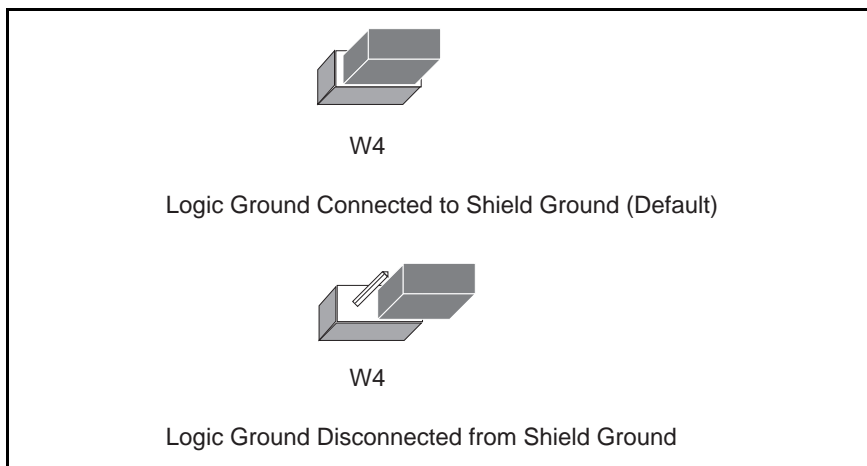 W4
Logic Ground Connected to Shield Ground (Default)
W4
Logic Ground Disconnected from Shield Ground